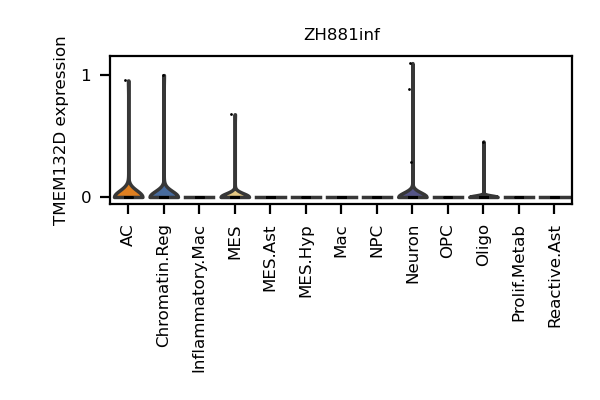 ZH881inf
TMEM132D expression
1
0
AC
Chromatin.Reg
Inflammatory.Mac
MES
MES.Ast
MES.Hyp
Mac
NPC
Neuron
OPC
Oligo
Prolif.Metab
Reactive.Ast